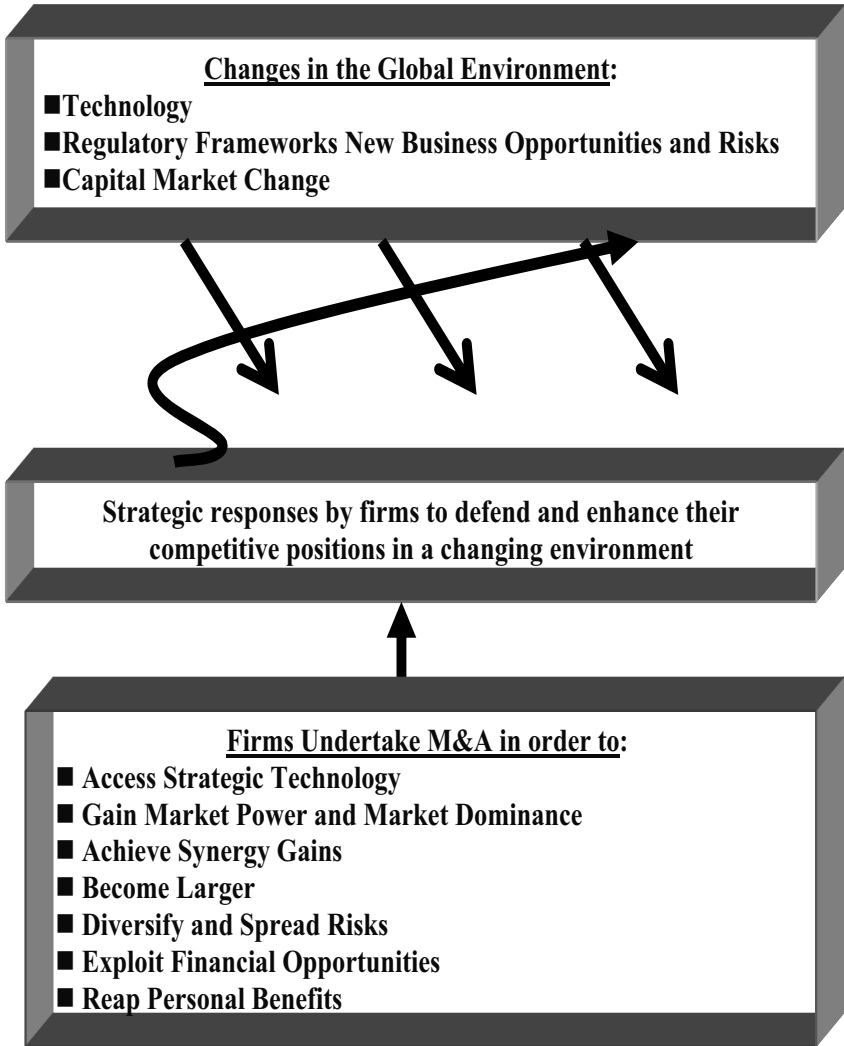 Changes in the Global Environment:
■Technology
■Regulatory Frameworks New Business Opportunities and Risks
■Capital Market Change
Strategic responses by firms to defend and enhance their
competitive positions in a changing environment
Firms Undertake M&A in order to:
■ Access Strategic Technology
■ Gain Market Power and Market Dominance
■ Achieve Synergy Gains
■ Become Larger
■ Diversify and Spread Risks
■ Exploit Financial Opportunities
■ Reap Personal Benefits